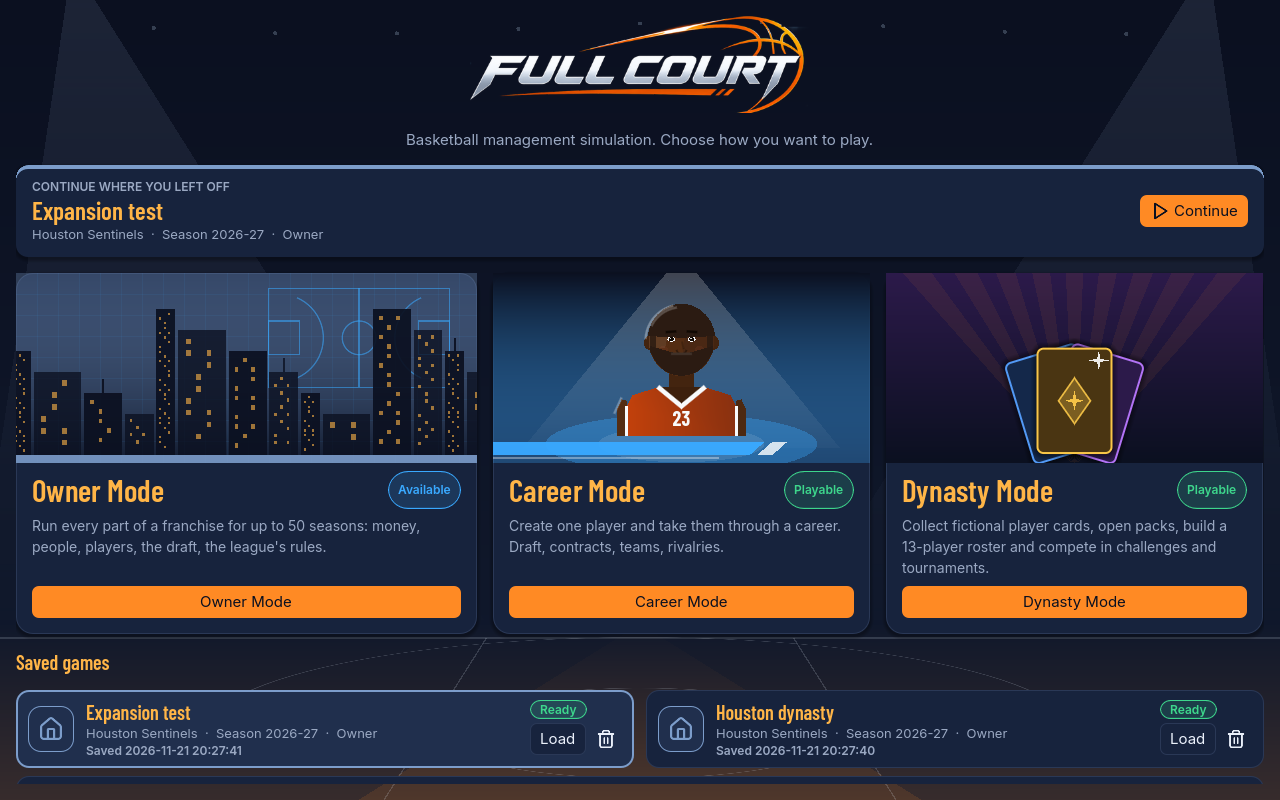 FULL COURT
Basketball management simulation. Choose how you want to play.
CONTINUE WHERE YOU LEFT OFF
Expansion test
Houston Sentinels · Season 2026-27 · Owner
Continue
23
Owner Mode
Available
Run every part of a franchise for up to 50 seasons: money,
people, players, the draft, the league's rules.
Owner Mode
Career Mode
Playable
Create one player and take them through a career.
Draft, contracts, teams, rivalries.
Career Mode
Dynasty Mode
Playable
Collect fictional player cards, open packs, build a
13-player roster and compete in challenges and
tournaments.
Dynasty Mode
Saved games
Expansion test
Houston Sentinels · Season 2026-27 · Owner
Saved 2026-11-21 20:27:41
Ready
Load
Houston dynasty
Houston Sentinels · Season 2026-27 · Owner
Saved 2026-11-21 20:27:40
Ready
Load